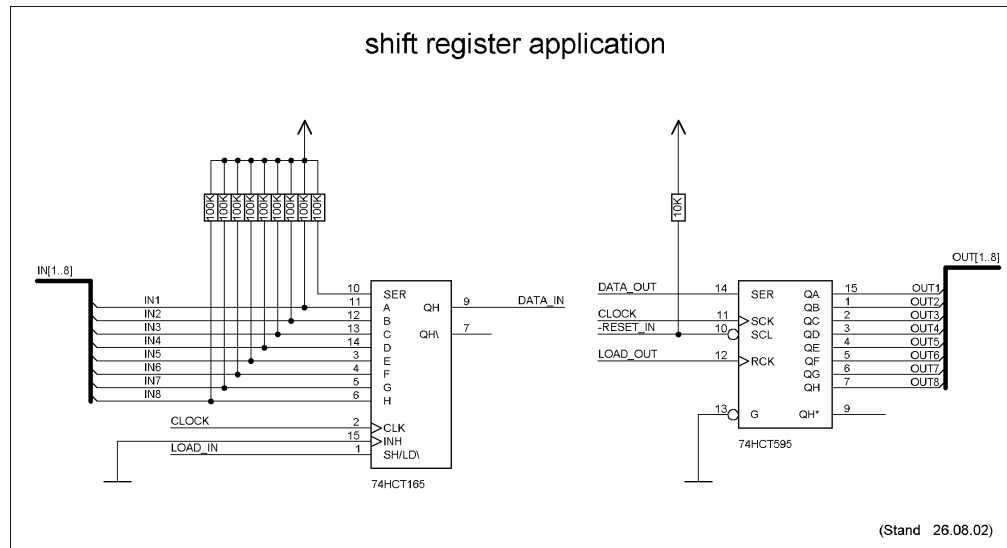 shift register application
100K
100K
100K
100K
100K
100K
100K
100K
100K
10K
IN[1..8]
IN1
IN2
IN3
IN4
IN5
IN6
IN7
IN8
CLOCK
LOAD_IN
10
11
12
13
14
3
4
5
6
2
15
1
SER
A
B
C
D
E
F
G
H
CLK
INH
SH/LD\
QH
QH\
9
7
DATA_IN
74HCT165
DATA_OUT
CLOCK
-RESET_IN
LOAD_OUT
14
11
10
12
13
SER
SCK
SCL
RCK
G
QA
QB
QC
QD
QE
QF
QG
QH
QH*
15
1
2
3
4
5
6
7
9
OUT[1..8]
OUT1
OUT2
OUT3
OUT4
OUT5
OUT6
OUT7
OUT8
74HCT595
(Stand 26.08.02)